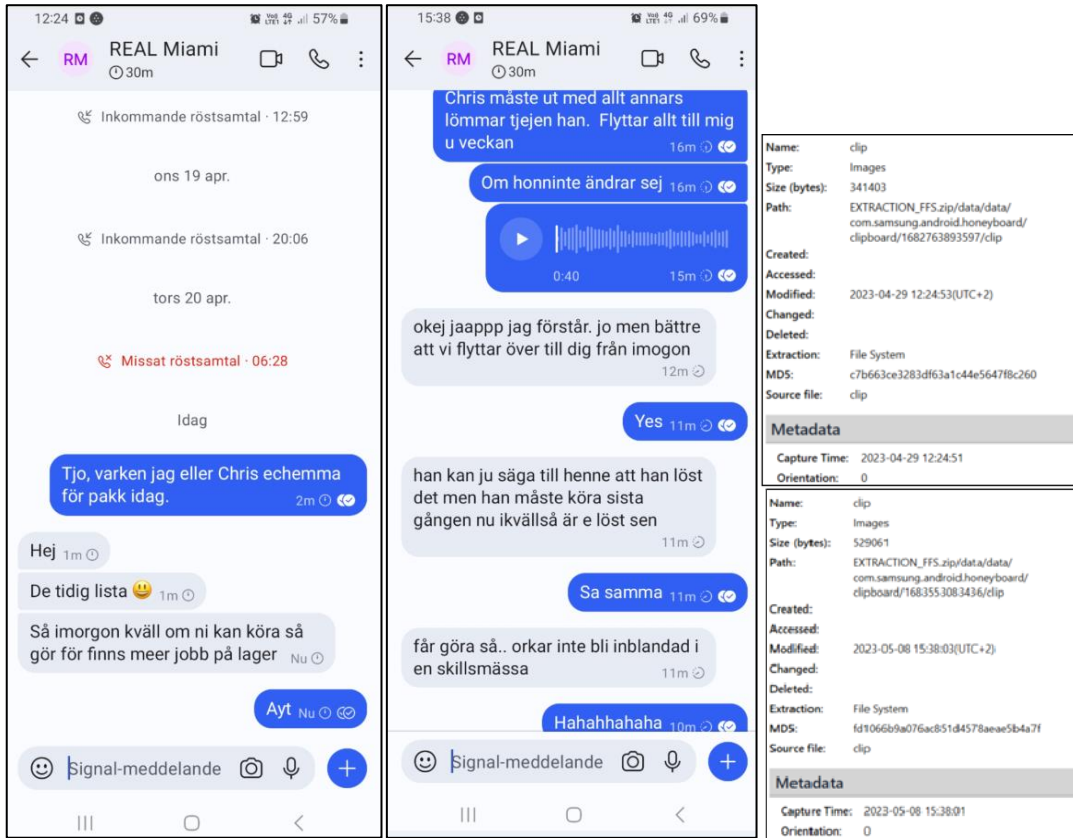 12:24
57%
REAL Miami
30m
Inkommande röstsamtal · 12:59
ons 19 apr.
Inkommande röstsamtal · 20:06
tors 20 apr.
Missat röstsamtal · 06:28
Idag
Tjo, varken jag eller Chris echemma
för pakk idag.
2m
Hej 1m
De tidig lista 😃 1m
Så imorgon kväll om ni kan köra så
gör för finns meer jobb på lager Nu
Ayt Nu
Signal-meddelande
15:38
69%
RM
REAL Miami
30m
Chris måste ut med allt annars
lömmar tjejen han. Flyttar allt till mig
u veckan
16m
Om honninte ändrar sej 16m
0:40
15m
okej jaappp jag förstår. jo men bättre
att vi flyttar över till dig från imogon
12m
Yes 11m
han kan ju säga till henne att han löst
det men han måste köra sista
gången nu ikvällså är e löst sen
11m
Sa samma 11m
får göra så.. orkar inte bli inblandad i
en skillsmässa
11m
Hahahhahaha 10m
Signal-meddelande
Name: clip
Type: Images
Size (bytes): 341403
Path: EXTRACTION_FFS.zip/data/data/
com.samsung.android.honeyboard/
clipboard/1682763893597/clip
Created:
Accessed:
Modified: 2023-04-29 12:24:53(UTC+2)
Changed:
Deleted:
Extraction: File System
MD5: c7b663ce3283df63a1c44e5647f8c260
Source file: clip
Metadata
Capture Time: 2023-04-29 12:24:51
Orientation: 0
Name: clip
Type: Images
Size (bytes): 529061
Path: EXTRACTION_FFS.zip/data/data/
com.samsung.android.honeyboard/
clipboard/1683553083436/clip
Created:
Accessed:
Modified: 2023-05-08 15:38:03(UTC+2)
Changed:
Deleted:
Extraction: File System
MD5: fd1066b9a076ac851d4578aeae5b4a7f
Source file: clip
Metadata
Capture Time: 2023-05-08 15:38:01
Orientation: 0